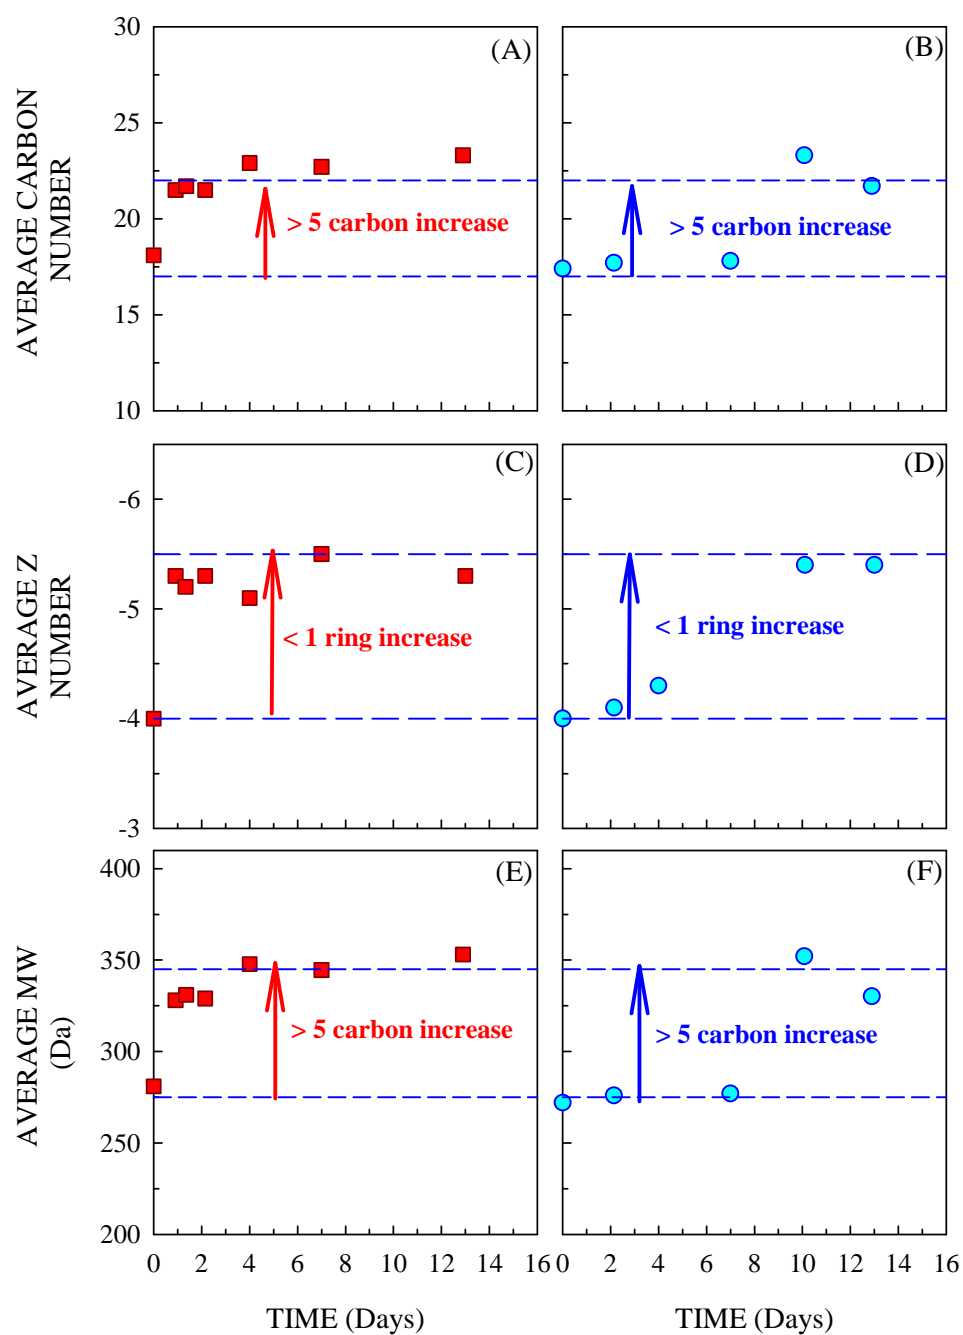 30
25
20
15
10
AVERAGE CARBON
NUMBER
(A)
> 5 carbon increase
(B)
> 5 carbon increase
-6
-5
-4
-3
AVERAGE Z
NUMBER
(C)
< 1 ring increase
(D)
< 1 ring increase
400
350
300
250
200
AVERAGE MW
(Da)
(E)
> 5 carbon increase
(F)
> 5 carbon increase
0 2 4 6 8 10 12 14 16 0 2 4 6 8 10 12 14 16
TIME (Days) TIME (Days)